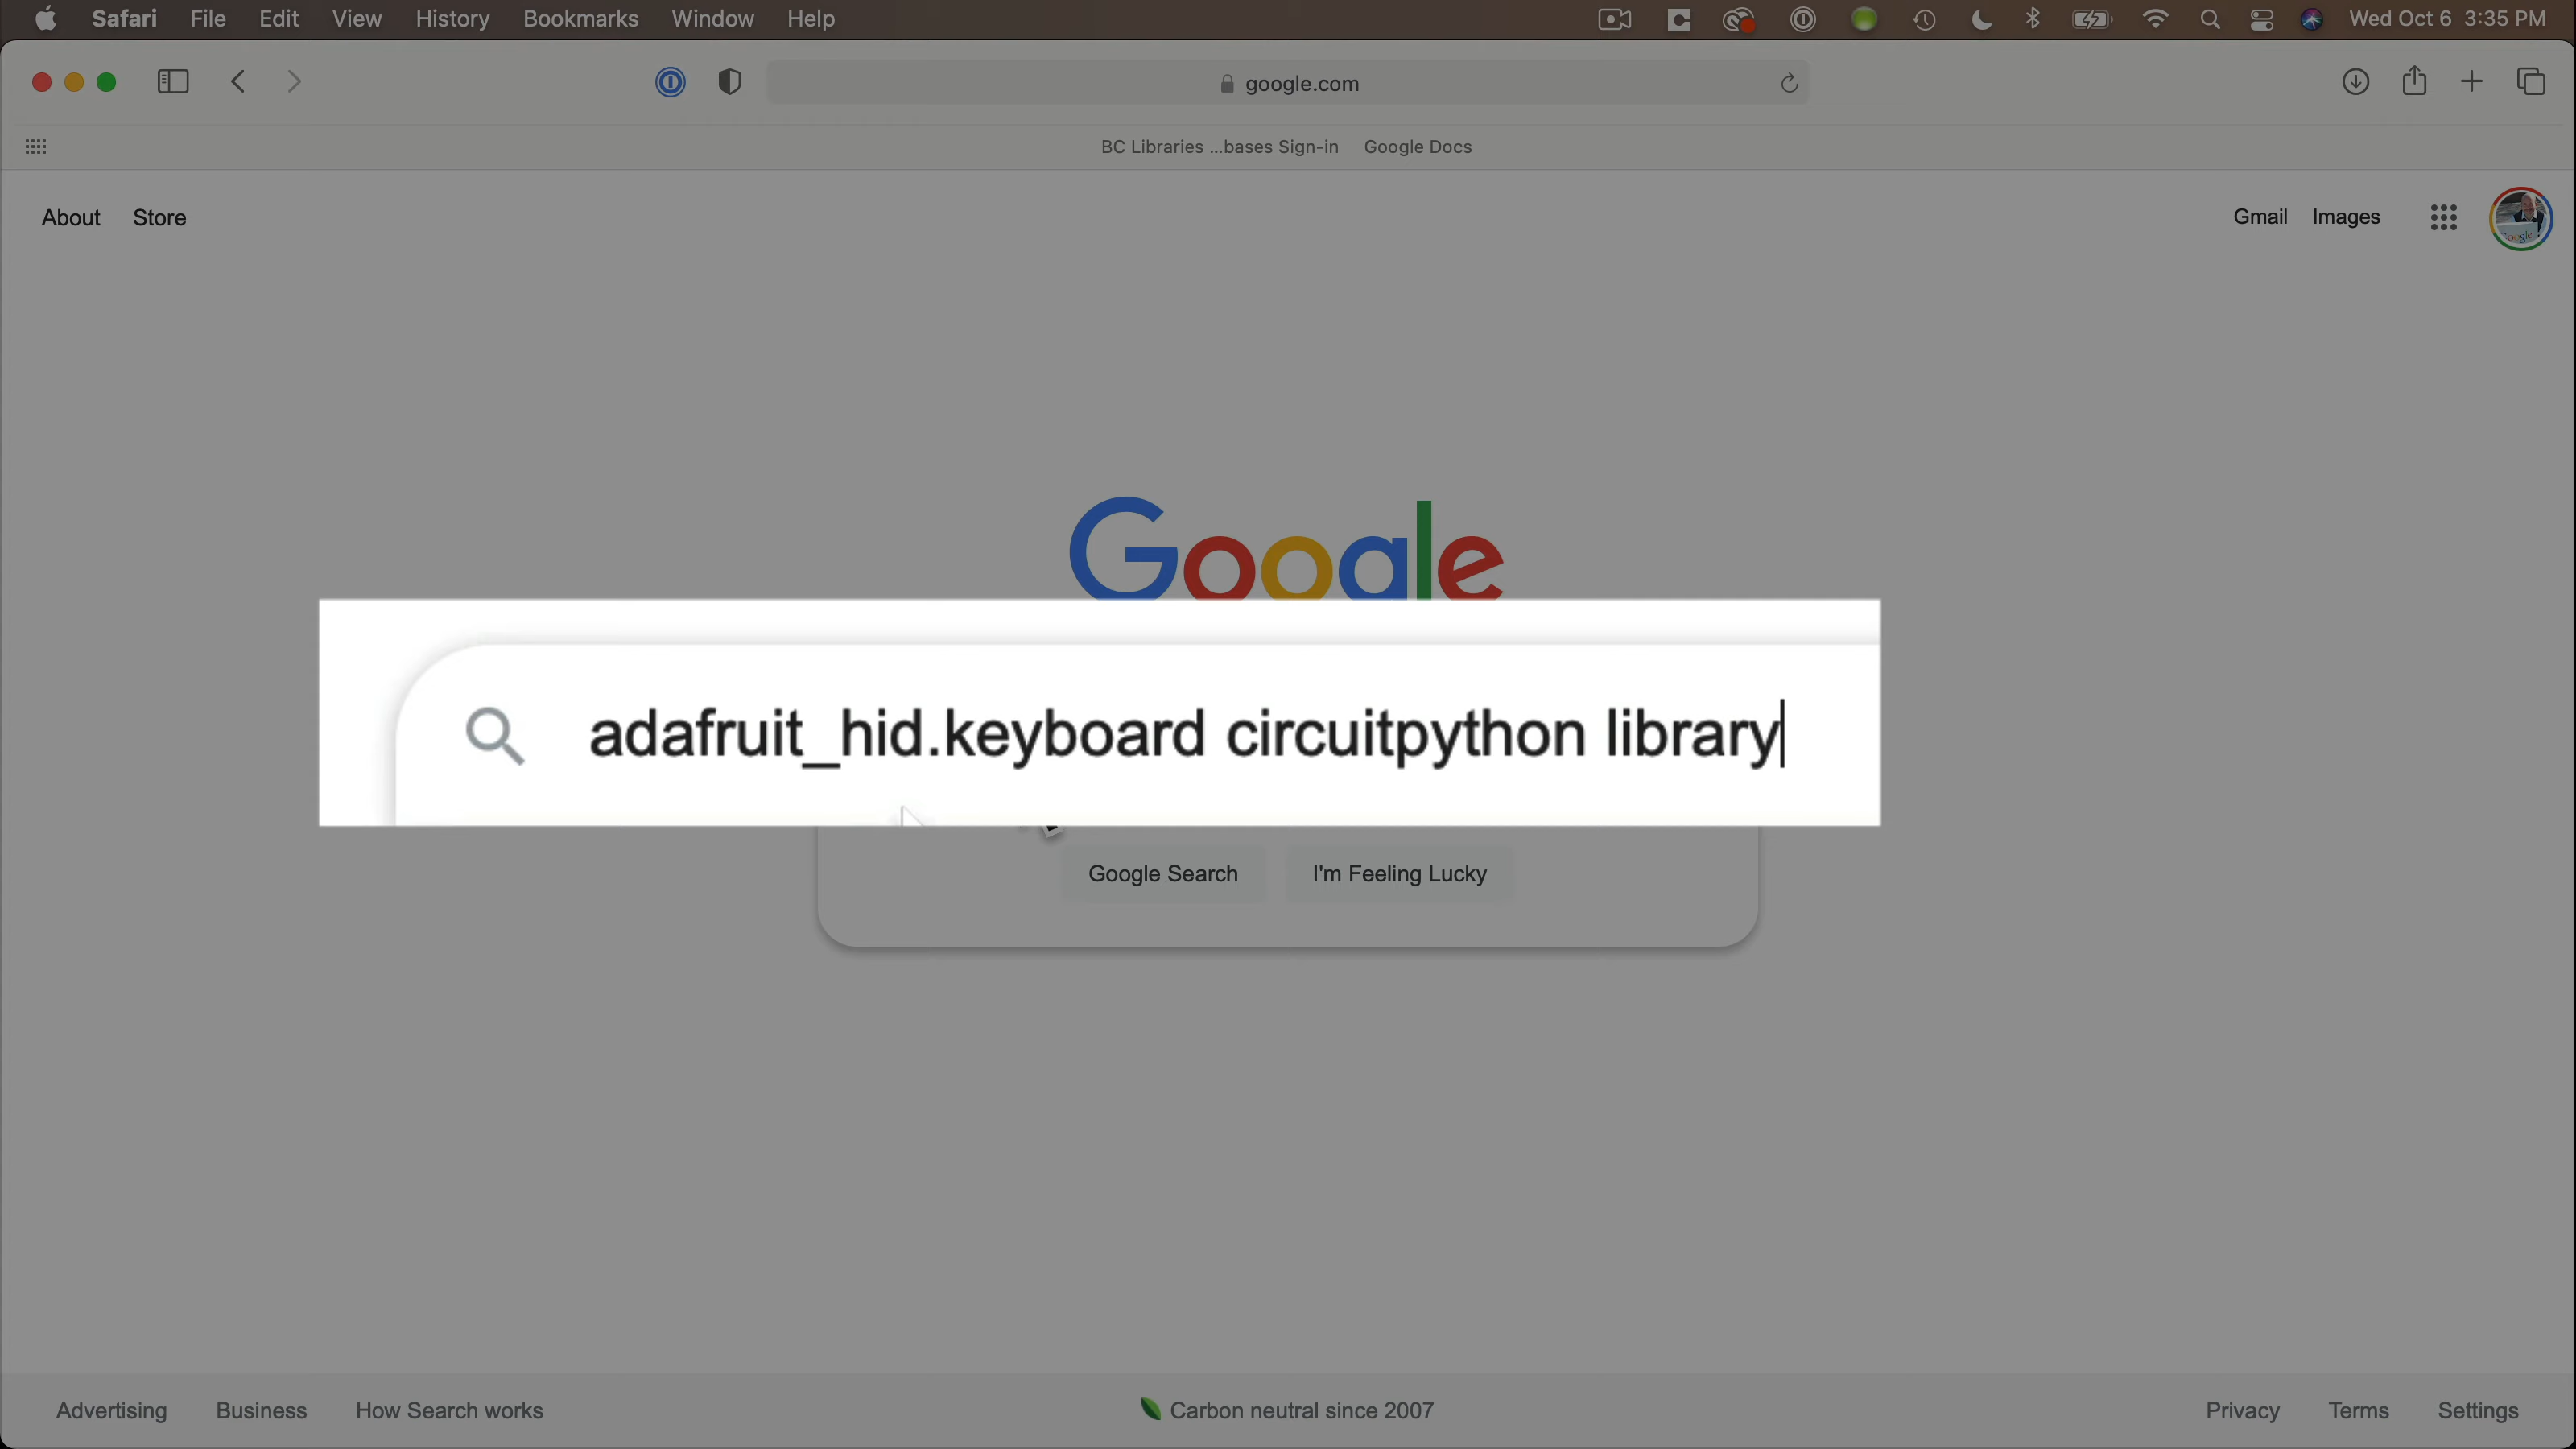 Safari File Edit View History Bookmarks Window Help Wed Oct 6 3:35 PM
google.com
BC Libraries ...bases Sign-in Google Docs
About Store Gmail Images
Google
adafruit_hid.keyboard circuitpython library
Google Search I'm Feeling Lucky
Advertising Business How Search works Carbon neutral since 2007 Privacy Terms Settings